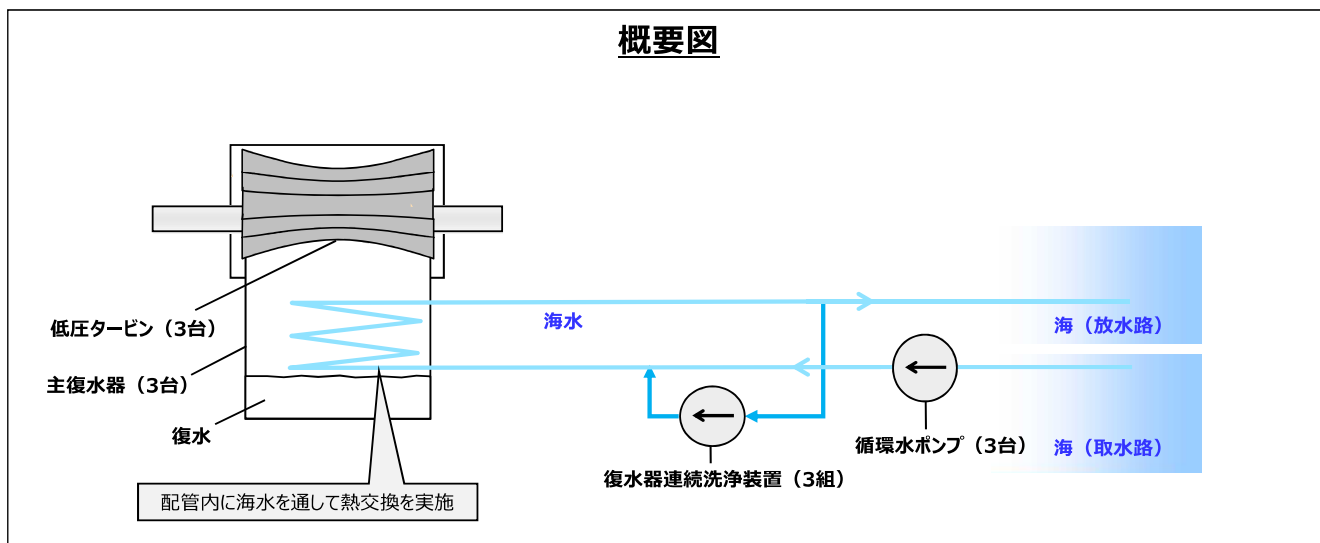 概要図
低圧タービン（3台）
主復水器（3台）
復水
配管内に海水を通して熱交換を実施
海水
復水器連続洗浄装置（3組）
循環水ポンプ（3台）
海（放水路）
海（取水路）